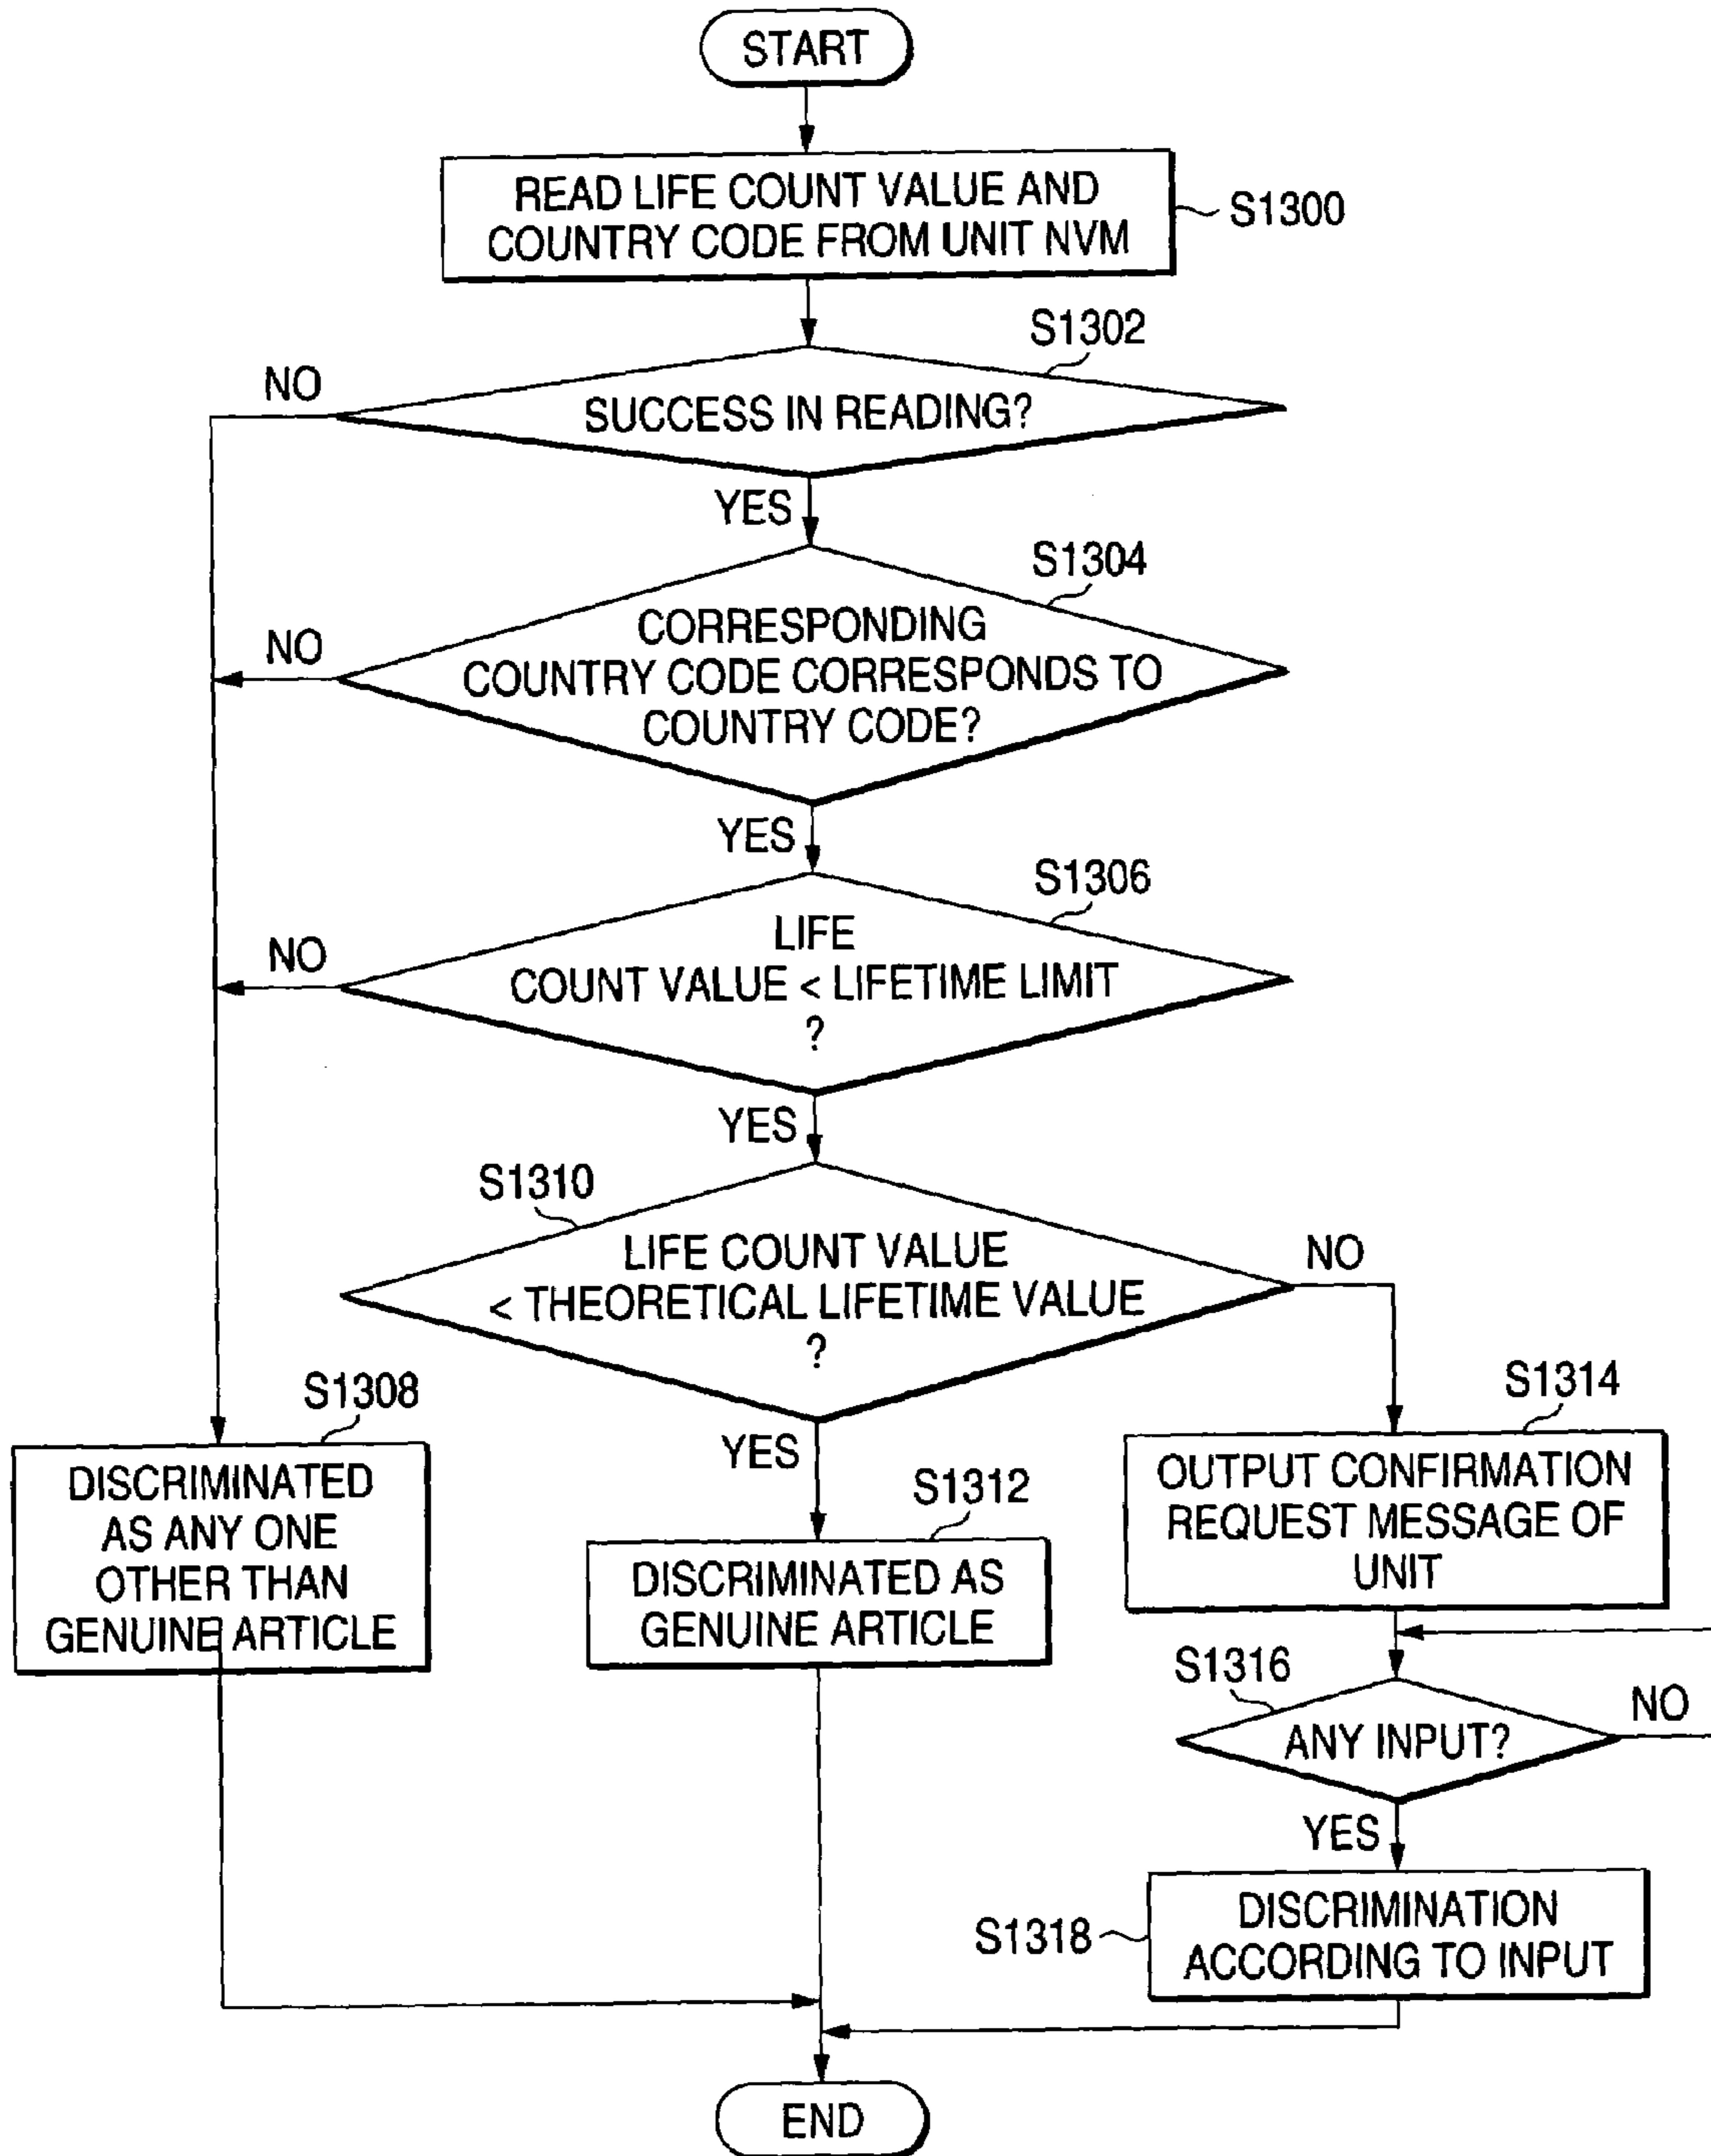 START
READ LIFE COUNT VALUE AND
COUNTRY CODE FROM UNIT NVM
S1300
S1302
NO
SUCCESS IN READING?
YES
S1304
CORRESPONDING
NO
COUNTRY CODE CORRESPONDS TO
COUNTRY CODE?
YES
S1306
LIFE
NO
COUNT VALUE < LIFETIME LIMIT
?
YES
S1310
LIFE COUNT VALUE
< THEORETICAL LIFETIME VALUE
?
NO
YES
S1308
DISCRIMINATED
AS ANY ONE
OTHER THAN
GENUINE ARTICLE
S1312
DISCRIMINATED AS
GENUINE ARTICLE
S1314
OUTPUT CONFIRMATION
REQUEST MESSAGE OF
UNIT
S1316
ANY INPUT?
NO
YES
S1318
DISCRIMINATION
ACCORDING TO INPUT
END